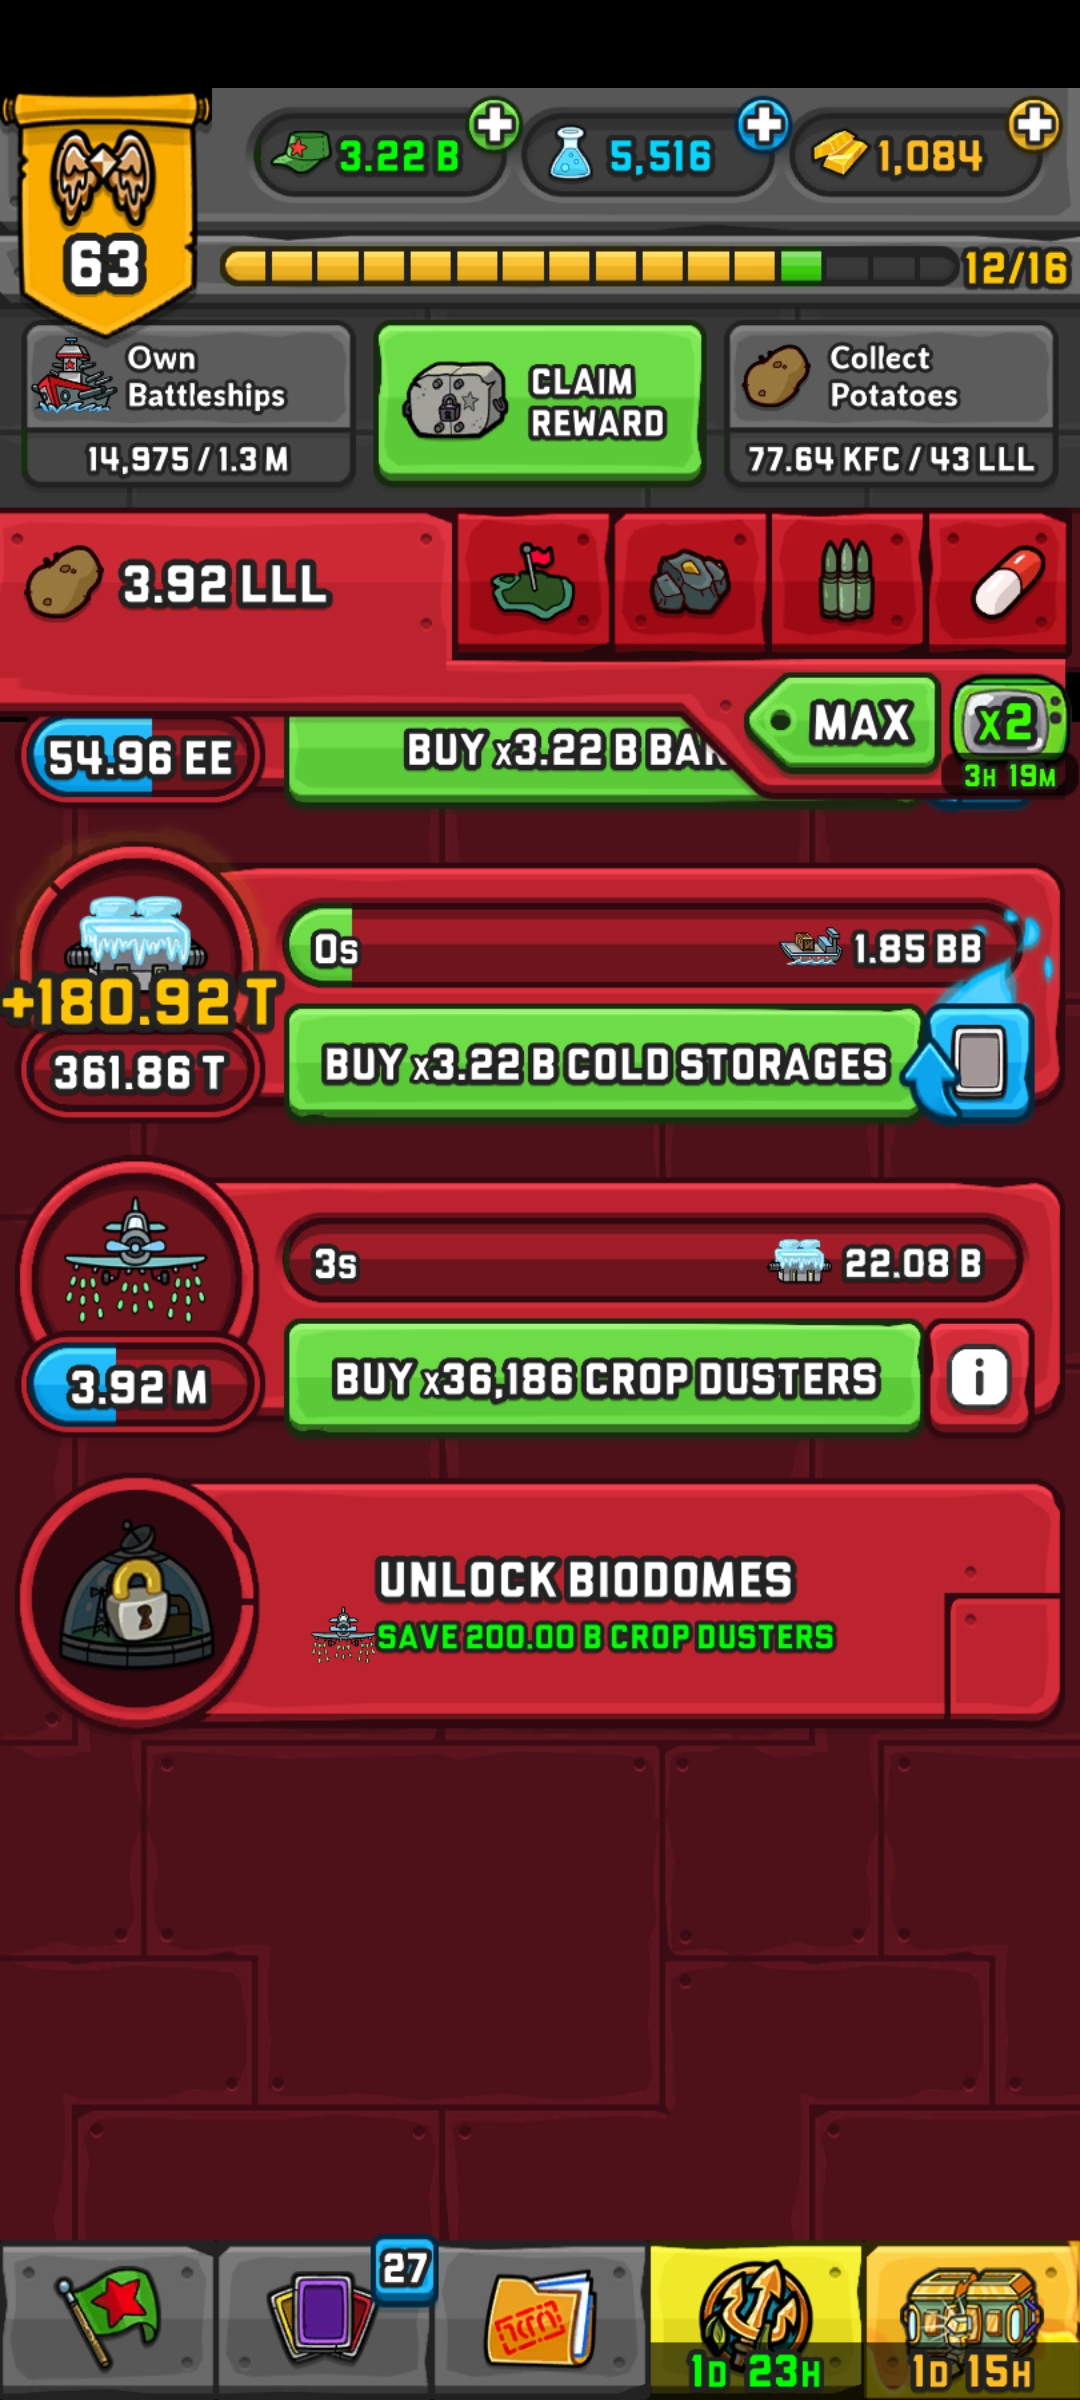 3.22 B
5,516
1,084
63
12/16
Own
Battleships
14,975 / 1.3 M
CLAIM
REWARD
Collect
Potatoes
77.64 KFC / 43 LLL
3.92 LLL
MAX
x2
3H 19M
54.96 EE
BUY x3.22 B
0s
1.85 BB
+180.92 T
361.86 T
BUY x3.22 B COLD STORAGES
3s
22.08 B
3.92 M
BUY x36,186 CROP DUSTERS
i
UNLOCK BIODOMES
SAVE 200.00 B CROP DUSTERS
27
1D 23H
1D 15H